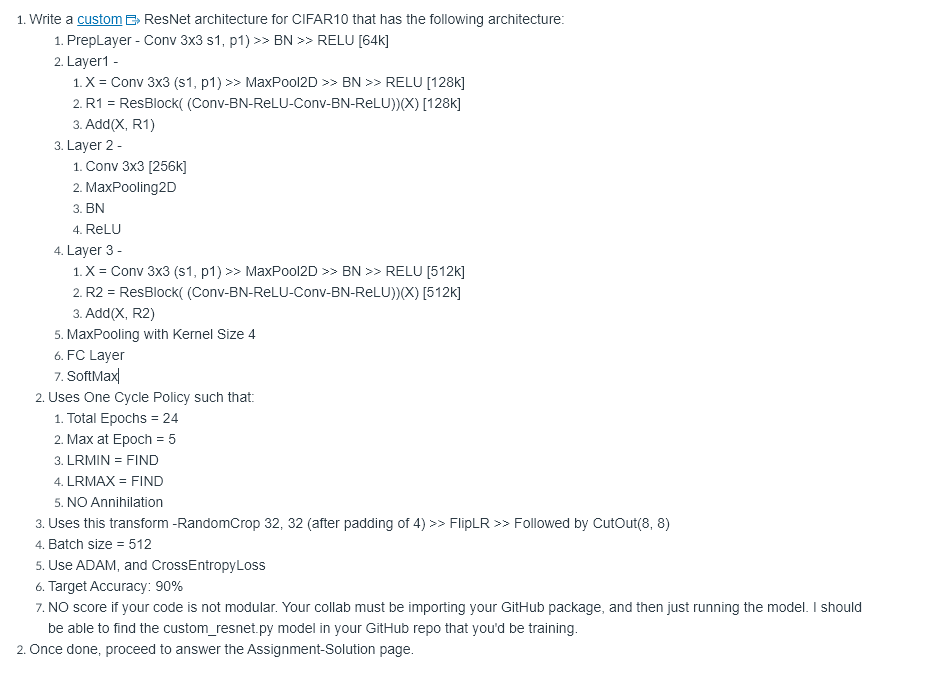 1. Write a custom ResNet architecture for CIFAR10 that has the following architecture:
1. PrepLayer - Conv 3x3 s1, p1) >> BN >> RELU [64k]
2. Layer1 -
1. X = Conv 3x3 (s1, p1) >> MaxPool2D >> BN >> RELU [128k]
2. R1 = ResBlock( (Conv-BN-ReLU-Conv-BN-ReLU))(X) [128k]
3. Add(X, R1)
3. Layer 2 -
1. Conv 3x3 [256k]
2. MaxPooling2D
3. BN
4. ReLU
4. Layer 3 -
1. X = Conv 3x3 (s1, p1) >> MaxPool2D >> BN >> RELU [512k]
2. R2 = ResBlock( (Conv-BN-ReLU-Conv-BN-ReLU))(X) [512k]
3. Add(X, R2)
5. MaxPooling with Kernel Size 4
6. FC Layer
7. SoftMax
2. Uses One Cycle Policy such that:
1. Total Epochs = 24
2. Max at Epoch = 5
3. LRMIN = FIND
4. LRMAX = FIND
5. NO Annihilation
3. Uses this transform -RandomCrop 32, 32 (after padding of 4) >> FlipLR >> Followed by CutOut(8, 8)
4. Batch size = 512
5. Use ADAM, and CrossEntropyLoss
6. Target Accuracy: 90%
7. NO score if your code is not modular. Your collab must be importing your GitHub package, and then just running the model. I should
be able to find the custom_resnet.py model in your GitHub repo that you'd be training.
2. Once done, proceed to answer the Assignment-Solution page.